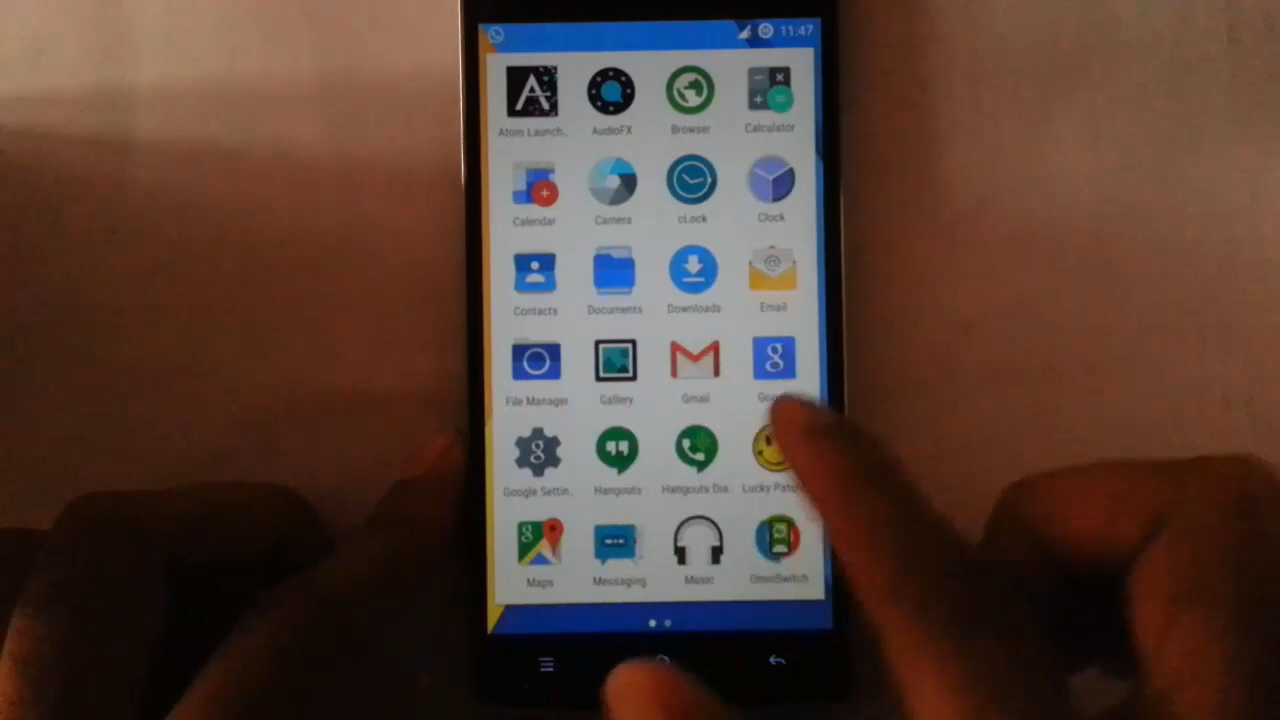 11:47
Atom Launch.. AudioFX Browser Calculator
Calendar Camera cLock Clock
Contacts Documents Downloads Email
File Manager Gallery Gmail
Google Settin.. Hangouts Hangouts Dia.. Lucky
Maps Messaging Music OmniSwitch